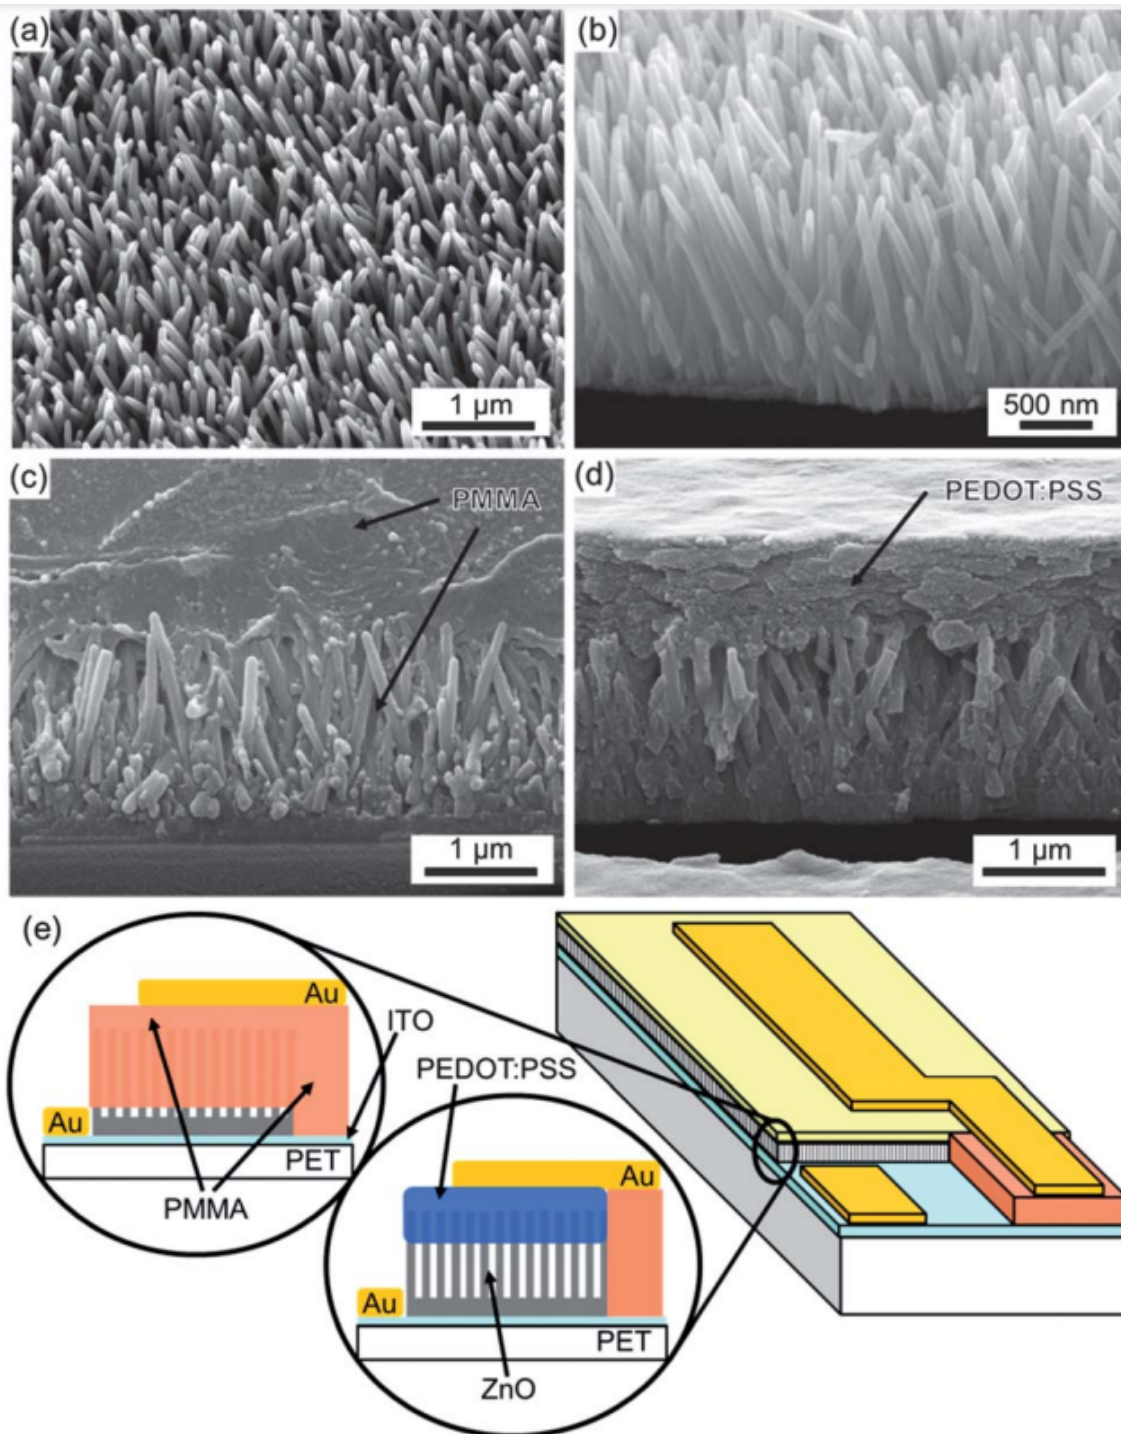 (a)
1 µm
(b)
500 nm
(c)
PMMA
1 µm
(d)
PEDOT:PSS
1 µm
(e)
Au
ITO
Au
PET
PMMA
PEDOT:PSS
Au
Au
PET
ZnO